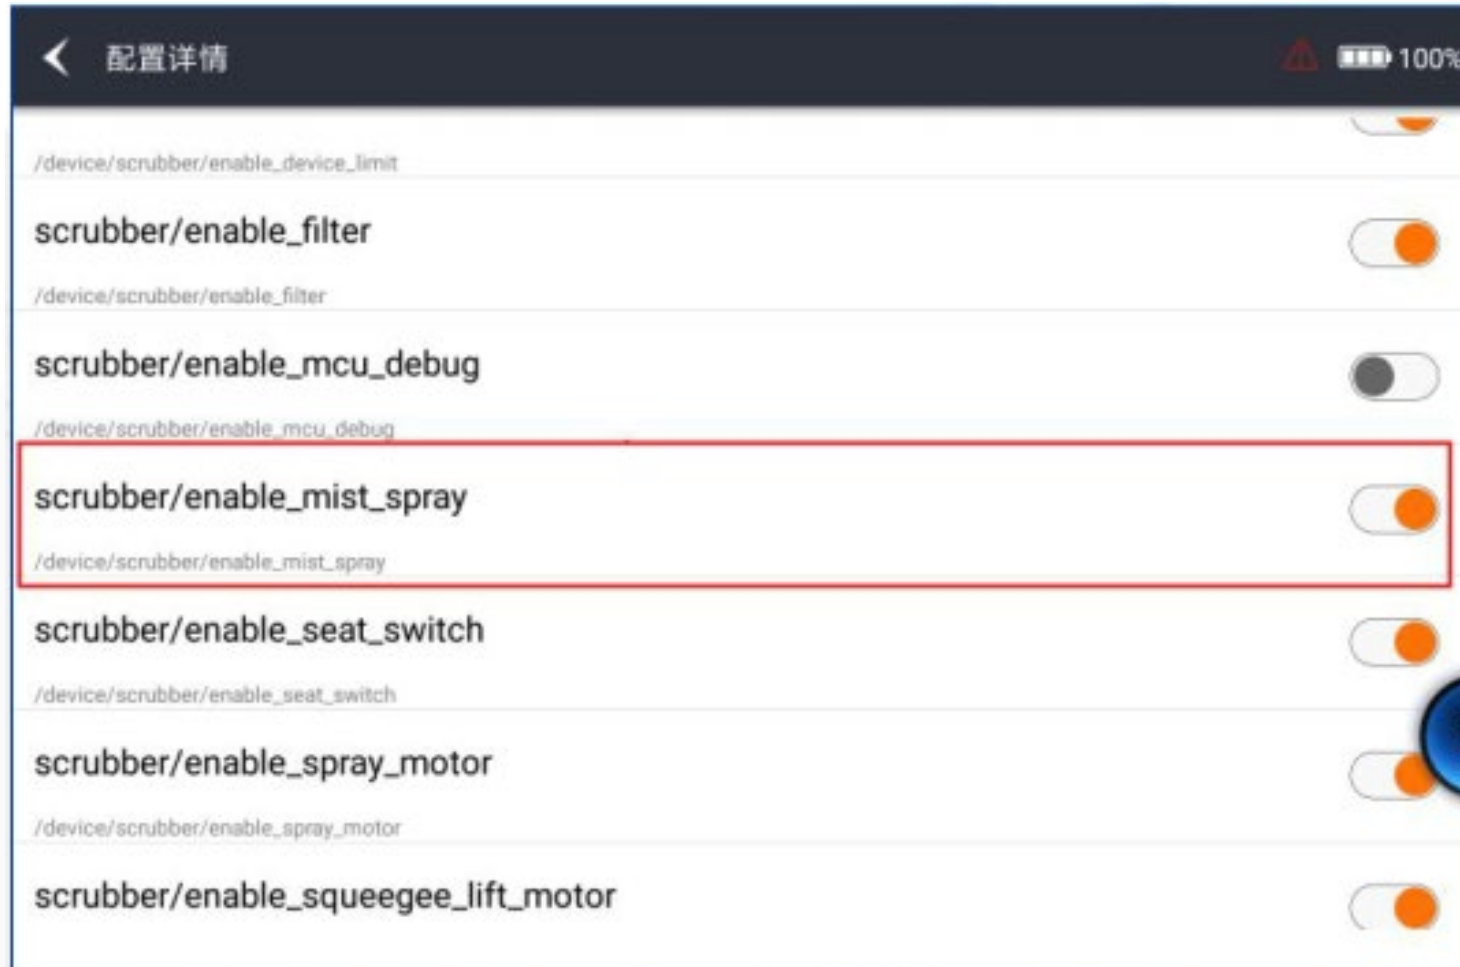 配置详情
100%
/device/scrubber/enable_device_limit
scrubber/enable_filter
/device/scrubber/enable_filter
scrubber/enable_mcu_debug
/device/scrubber/enable_mcu_debug
scrubber/enable_mist_spray
/device/scrubber/enable_mist_spray
scrubber/enable_seat_switch
/device/scrubber/enable_seat_switch
scrubber/enable_spray_motor
/device/scrubber/enable_spray_motor
scrubber/enable_squeegee_lift_motor